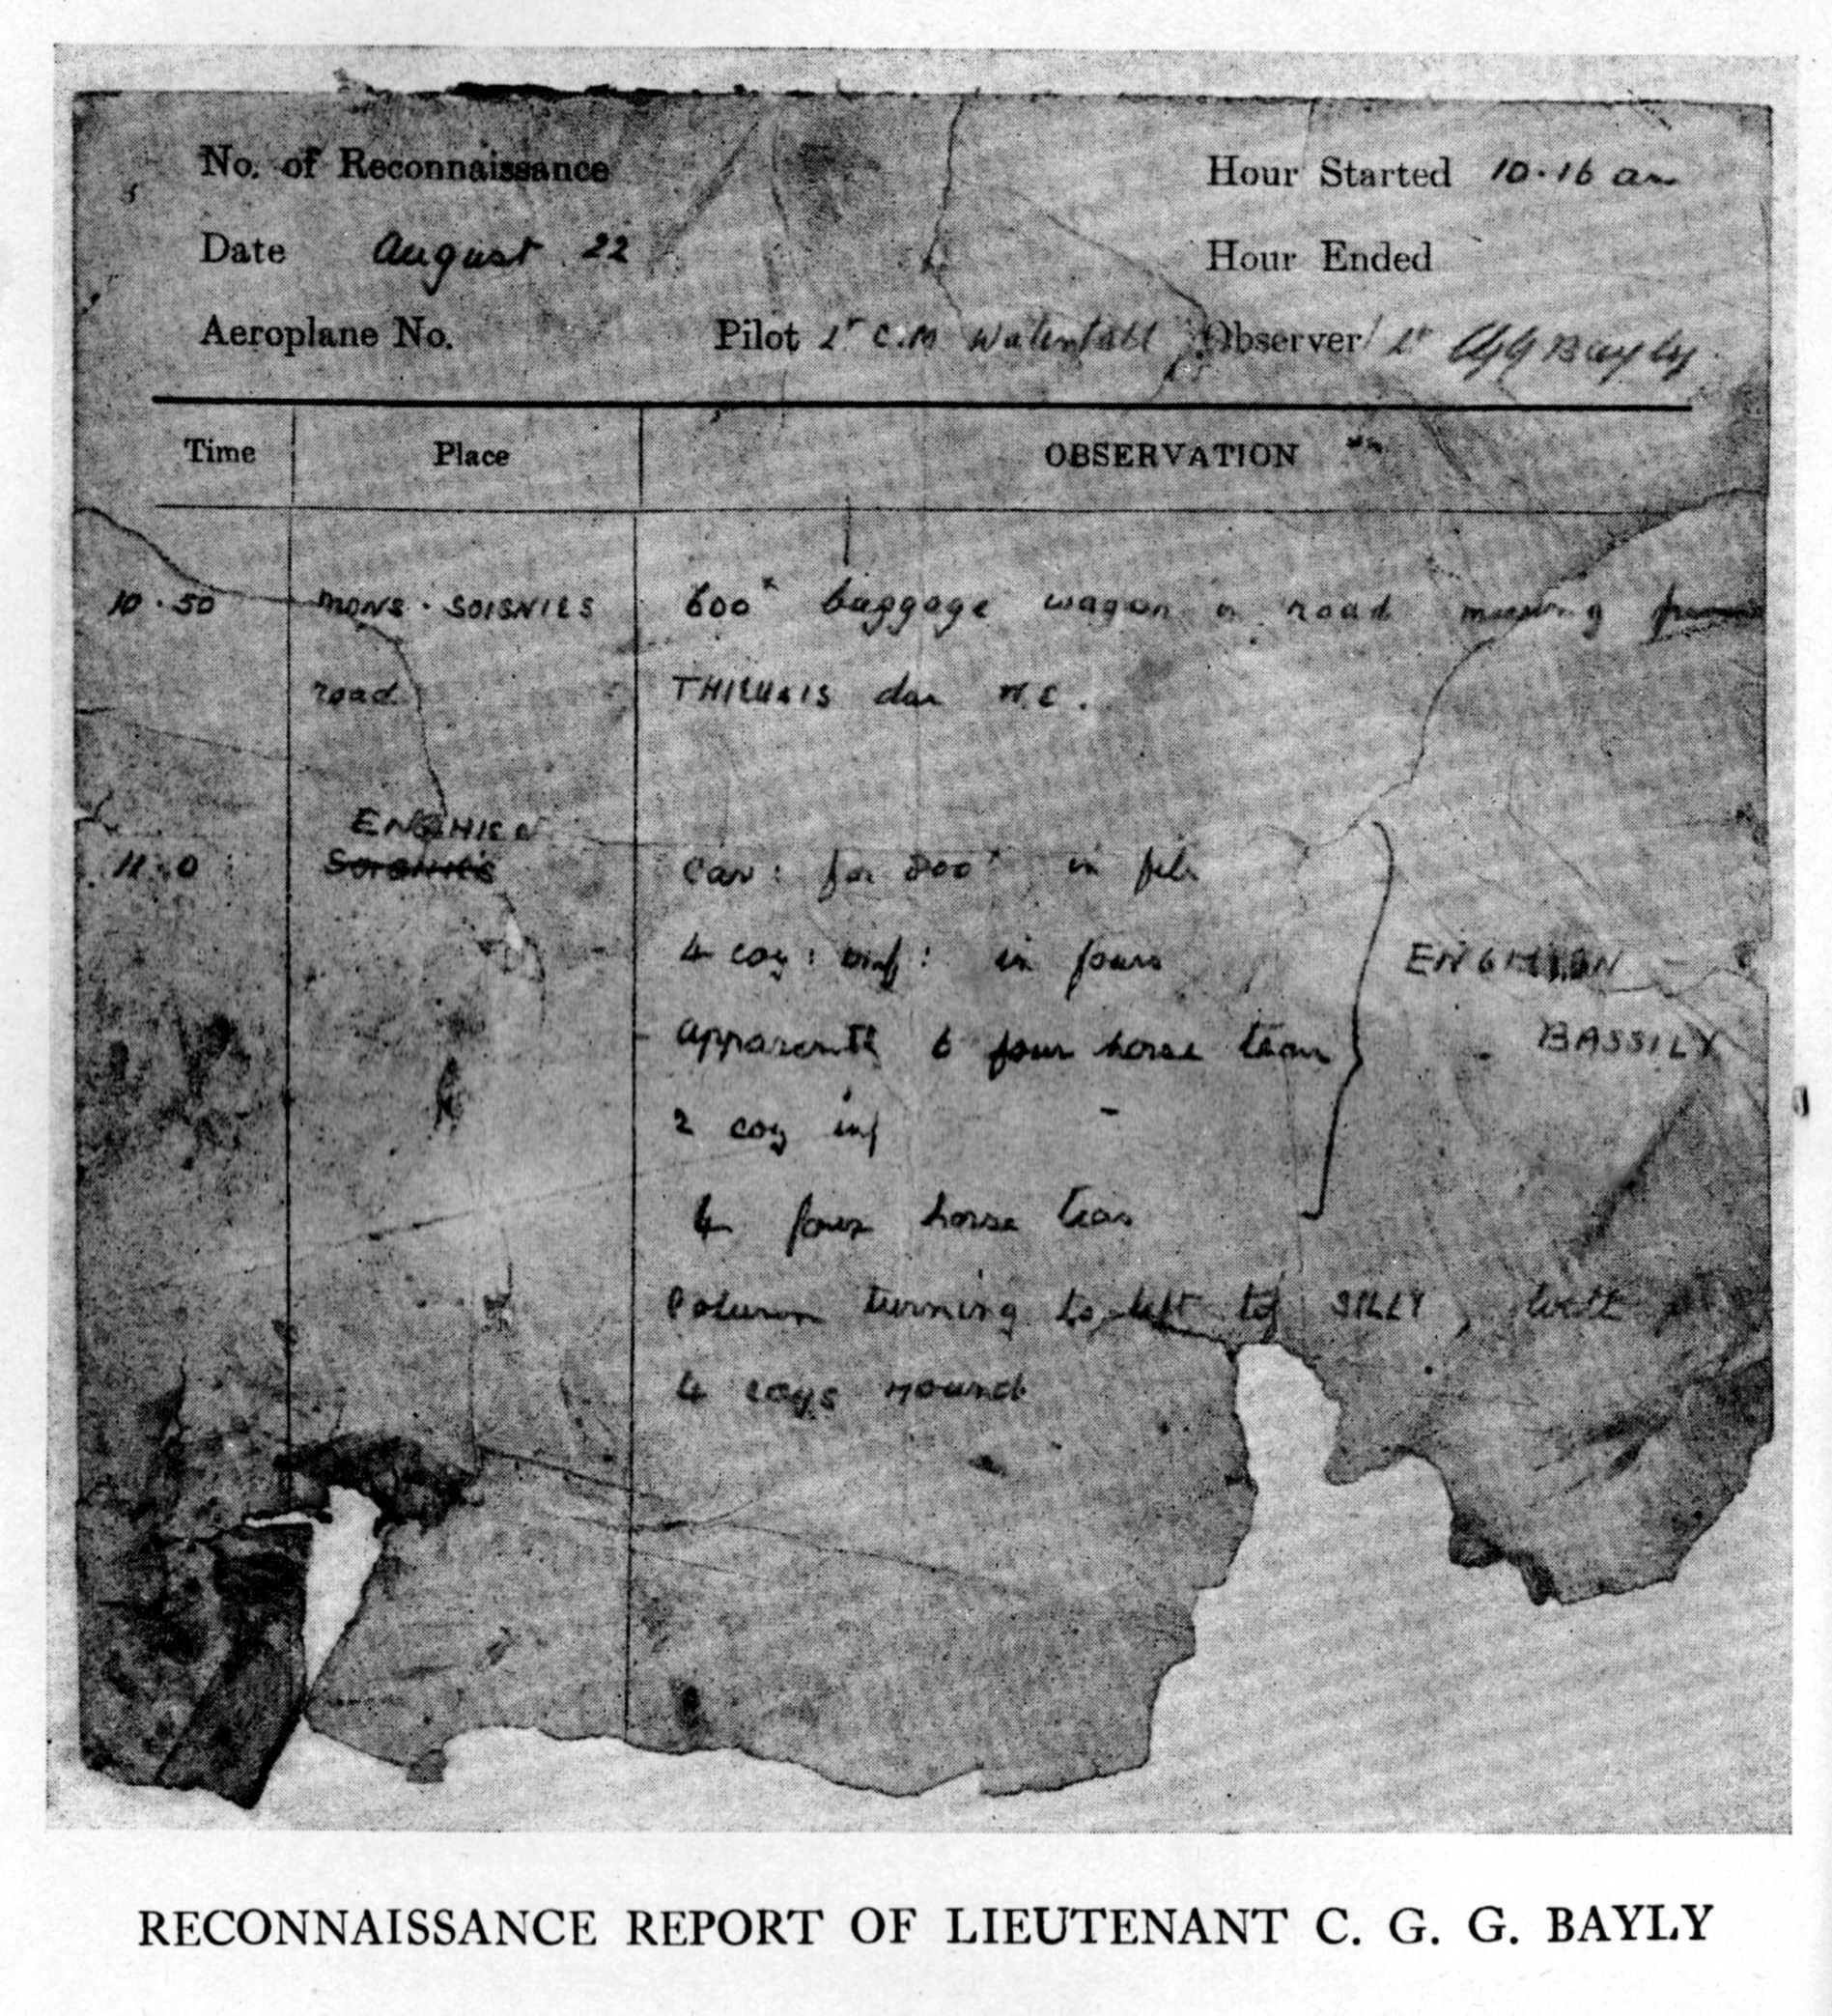 No. of Reconnaissance
Hour Started 10·16 am
Date August 22
Hour Ended
Aeroplane No.
Pilot Lt C.M Waterfall
Observer Lt CGG Bayly
Time Place OBSERVATION
10·50 MONS · SOIGNIES 600ˣ baggage wagon on road moving from
road THIEUSIS due N.E.
ENGHIEN
11·0 Soignies Cav: for 200ˣ in file
4 coy: inf: in fours
ENGHIEN -
apparently 6 four horse team
BASSILY
2 coy inf
4 four horse team
Column turning to left to SILLY, with
4 coys round
RECONNAISSANCE REPORT OF LIEUTENANT C. G. G. BAYLY